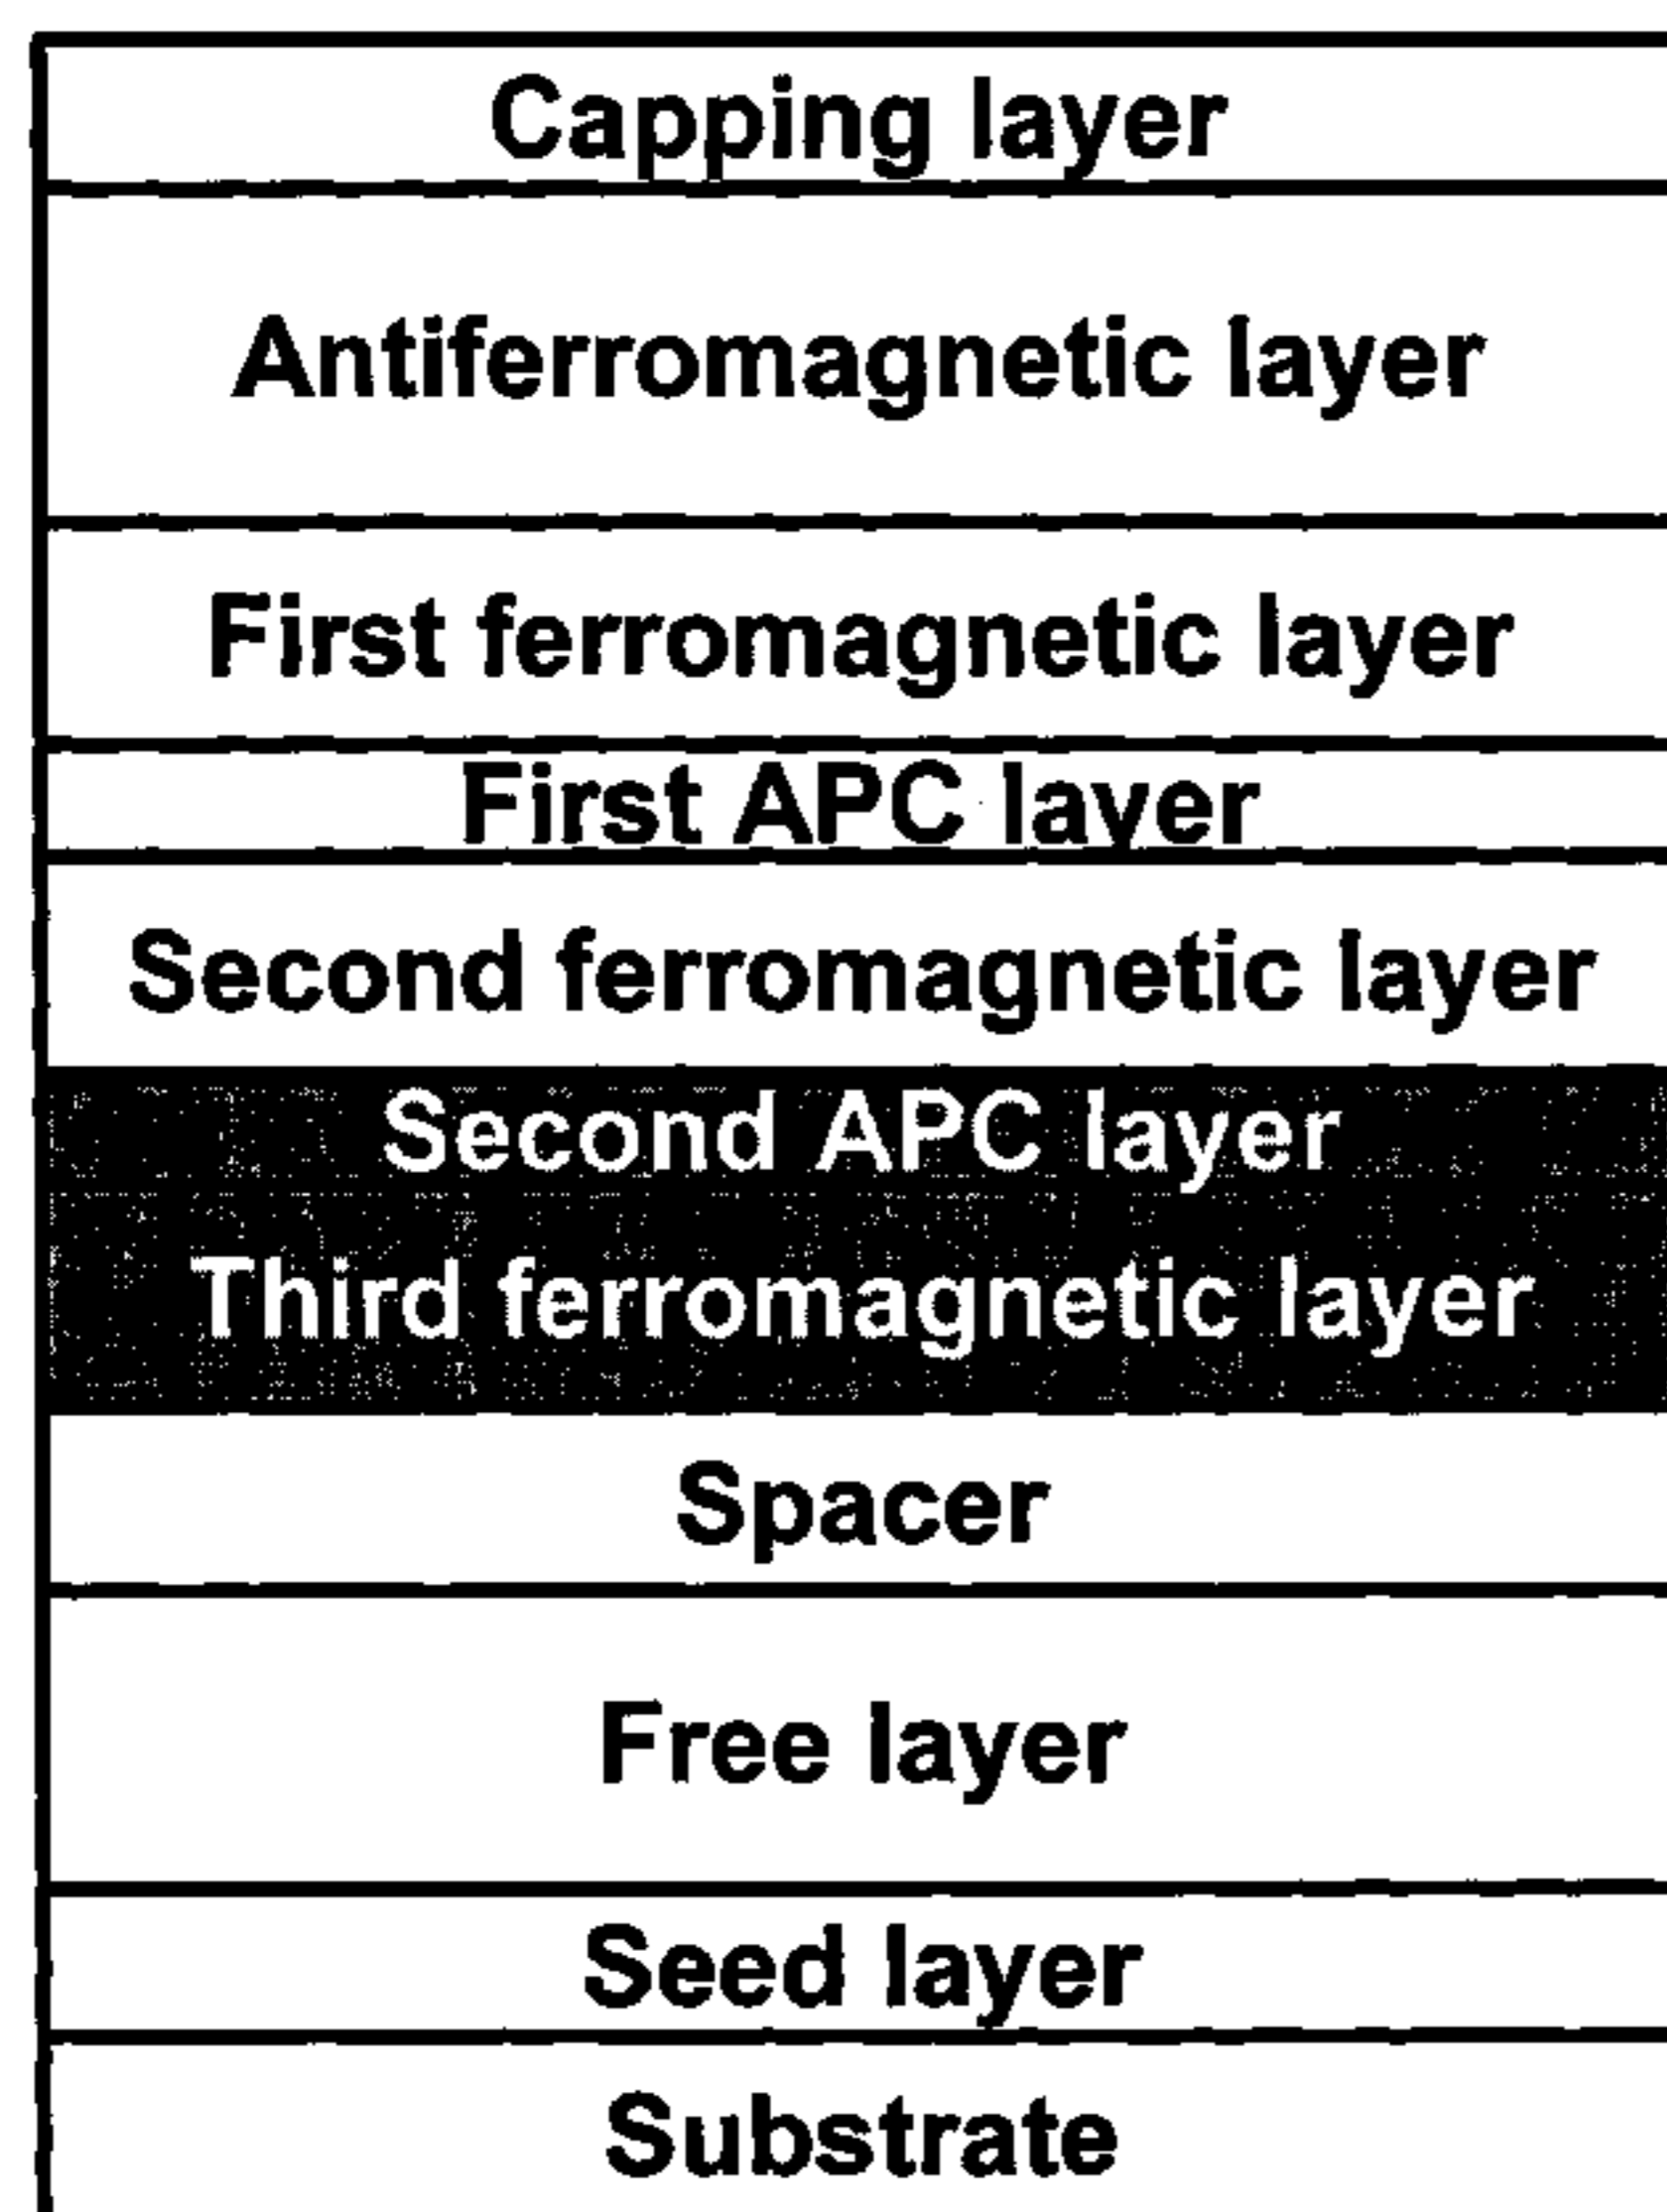 Capping layer
Antiferromagnetic layer
First ferromagnetic layer
First APC layer
Second ferromagnetic layer
Second APC layer
Third ferromagnetic layer
Spacer
Free layer
Seed layer
Substrate